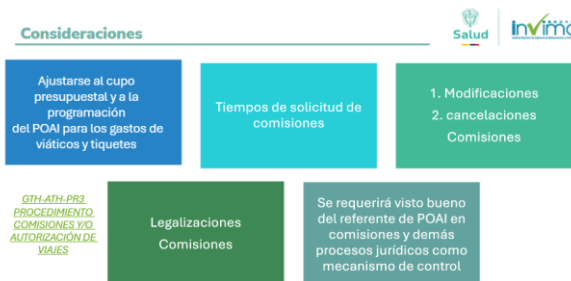 Consideraciones
Salud
invima
Ajustarse al cupo
presupuestal y a la
programación
del POAI para los gastos de
viáticos y tiquetes
Tiempos de solicitud de
comisiones
1. Modificaciones
2. cancelaciones
Comisiones
GTH-ATH-PR3
PROCEDIMIENTO
COMISIONES Y/O
AUTORIZACIÓN DE
VIAJES
Legalizaciones
Comisiones
Se requerirá visto bueno
del referente de POAI en
comisiones y demás
procesos jurídicos como
mecanismo de control